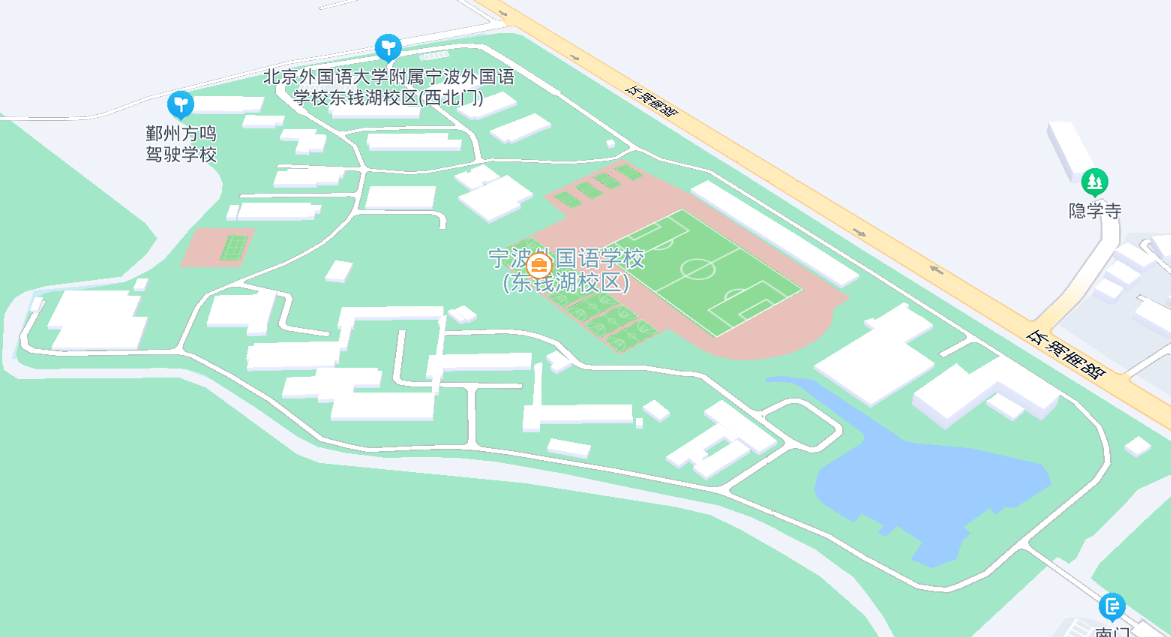 北京外国语大学附属宁波外国语
学校东钱湖校区(西北门)
鄞州方鸣
驾驶学校
环湖南路
隐学寺
宁波外国语学校
(东钱湖校区)
环湖南路
南门